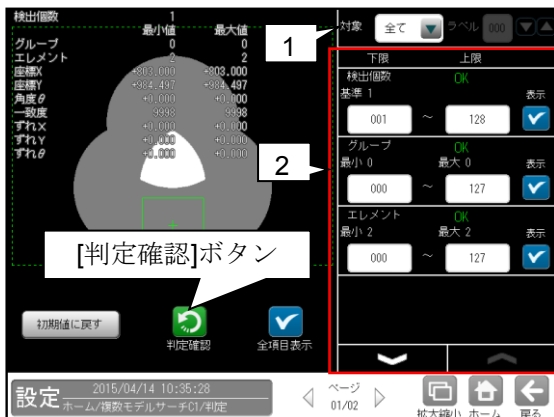 検出個数 1
最小値 最大値
グループ 0 0
エレメント 2 2
座標X +803.000 +803.000
座標Y +984.497 +984.497
角度θ +0.000 +0.000
一致度 9998 9998
ずれX +0.000 +0.000
ずれY +0.000 +0.000
ずれθ +0.000 +0.000
1
対象 全て ラベル 000
下限 上限
検出個数 OK
基準 1 表示
001 ~ 128
2
グループ OK
最小 0 最大 0 表示
000 ~ 127
エレメント OK
最小 2 最大 2 表示
000 ~ 127
[判定確認]ボタン
初期値に戻す
判定確認
全項目表示
設定
2015/04/14 10:35:28
ホーム/複数モデルサーチC1/判定
ページ
01/02
拡大縮小 ホーム 戻る